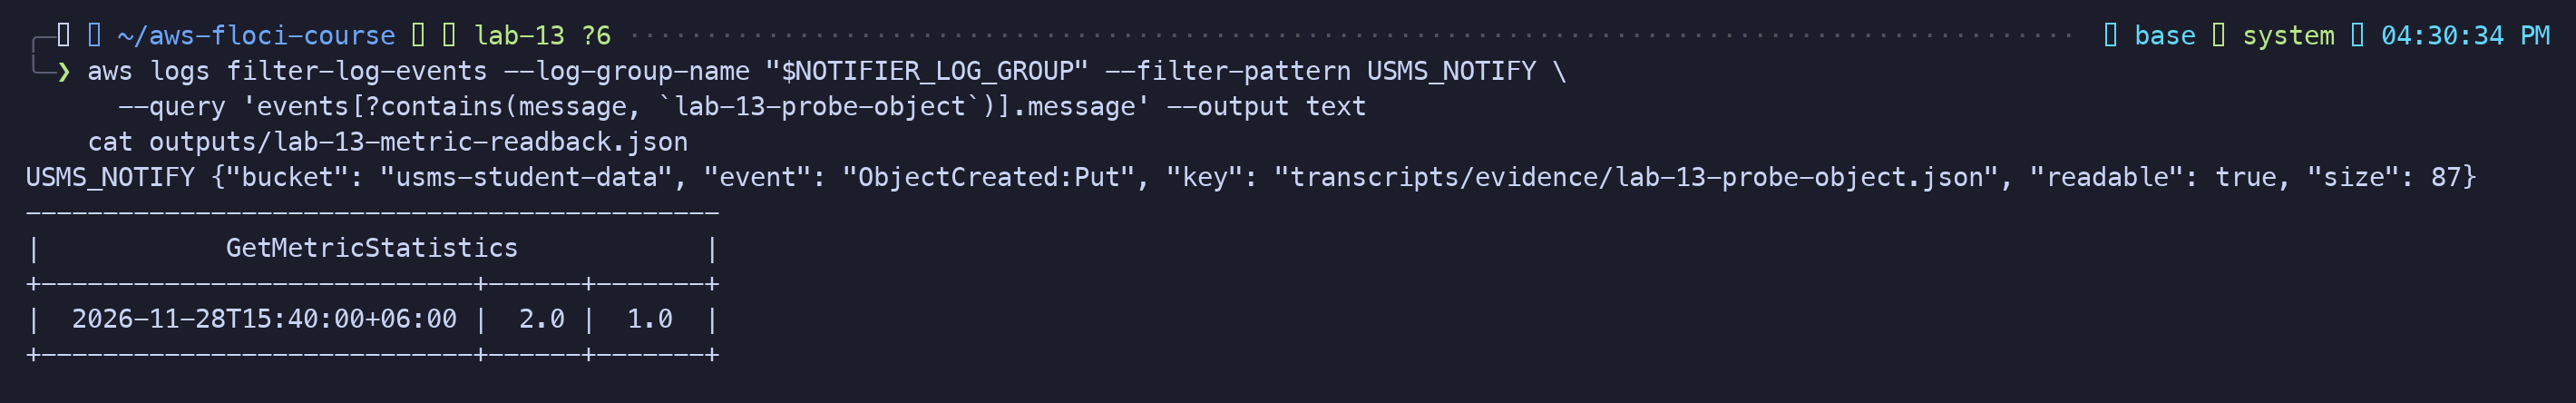 ~/aws-floci-course lab-13 ?6 base system 04:30:34 PM
❯ aws logs filter-log-events --log-group-name "$NOTIFIER_LOG_GROUP" --filter-pattern USMS_NOTIFY \
--query 'events[?contains(message, `lab-13-probe-object`)].message' --output text
cat outputs/lab-13-metric-readback.json
USMS_NOTIFY {"bucket": "usms-student-data", "event": "ObjectCreated:Put", "key": "transcripts/evidence/lab-13-probe-object.json", "readable": true, "size": 87}
---------------------------------------------
|            GetMetricStatistics            |
+-----------------------------+------+------+
|  2026-11-28T15:40:00+06:00 |  2.0 |  1.0  |
+-----------------------------+------+------+